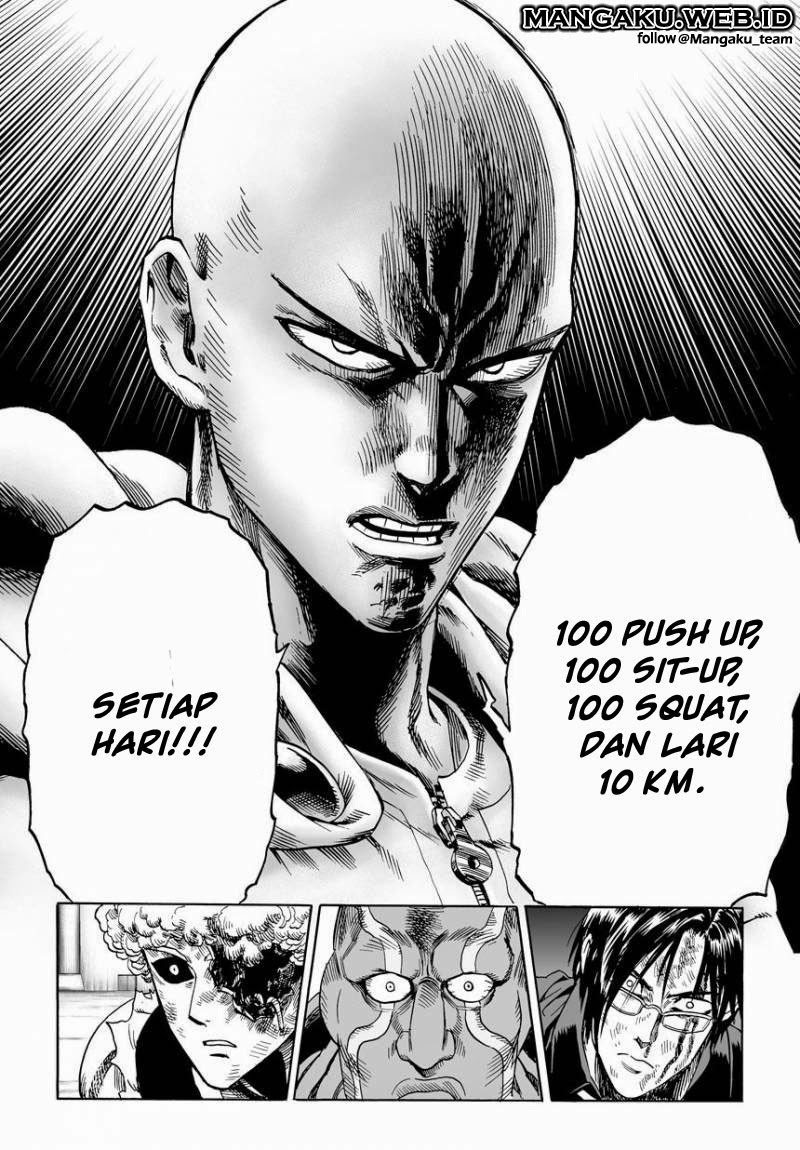 MANGAKU.WEB.ID
follow @Mangaku_team
100 PUSH UP,
100 SIT-UP,
100 SQUAT,
DAN LARI
10 KM.
SETIAP
HARI!!!